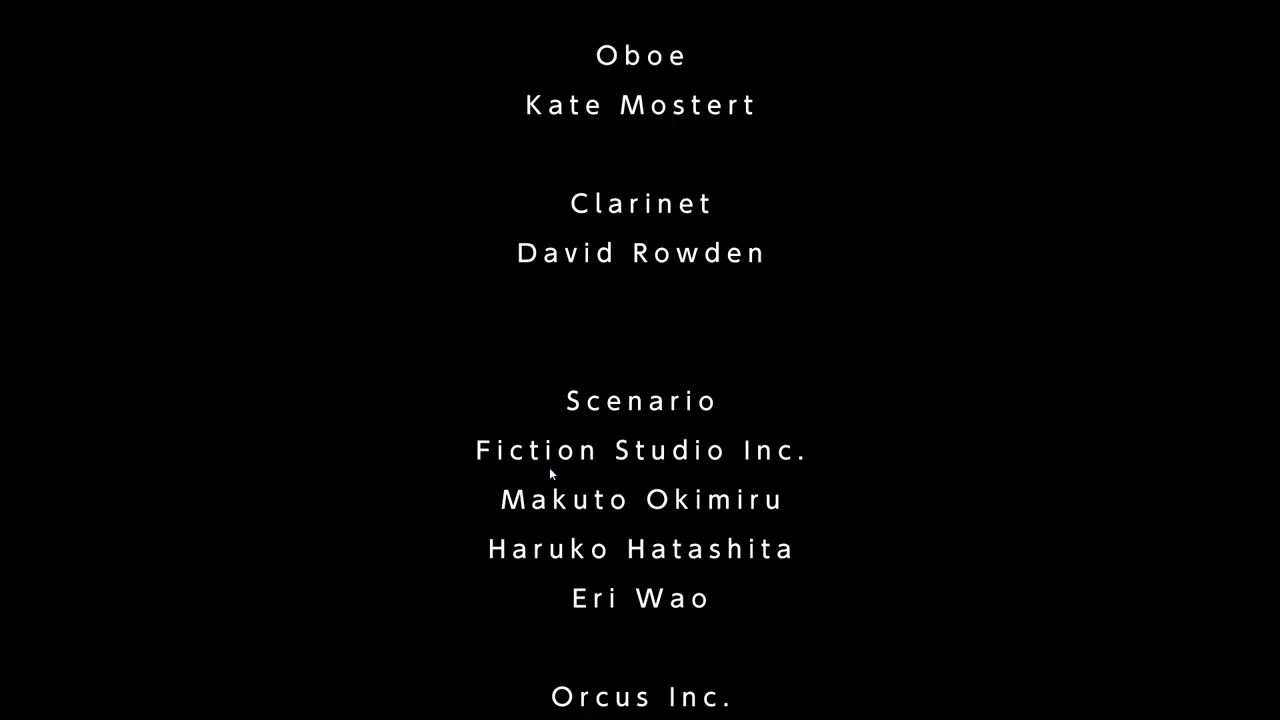 Oboe
Kate Mostert
Clarinet
David Rowden
Scenario
Fiction Studio Inc.
Makuto Okimiru
Haruko Hatashita
Eri Wao
Orcus Inc.